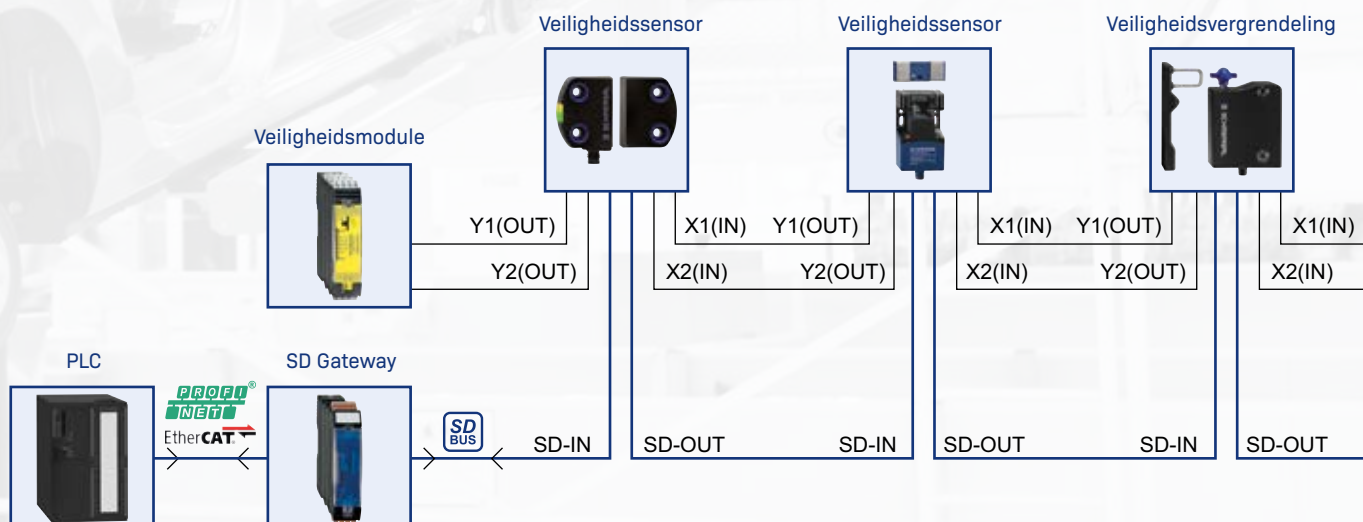 Veiligheidssensor
Veiligheidssensor
Veiligheidsvergrendeling
Veiligheidsmodule
Y1(OUT)
X1(IN)
Y1(OUT)
X1(IN)
Y1(OUT)
X1(IN)
Y2(OUT)
X2(IN)
Y2(OUT)
X2(IN)
Y2(OUT)
X2(IN)
PLC
SD Gateway
PROFI®
NET
EtherCAT
SD
BUS
SD-IN
SD-OUT
SD-IN
SD-OUT
SD-IN
SD-OUT
SCHMERSAL
SCHMERSAL